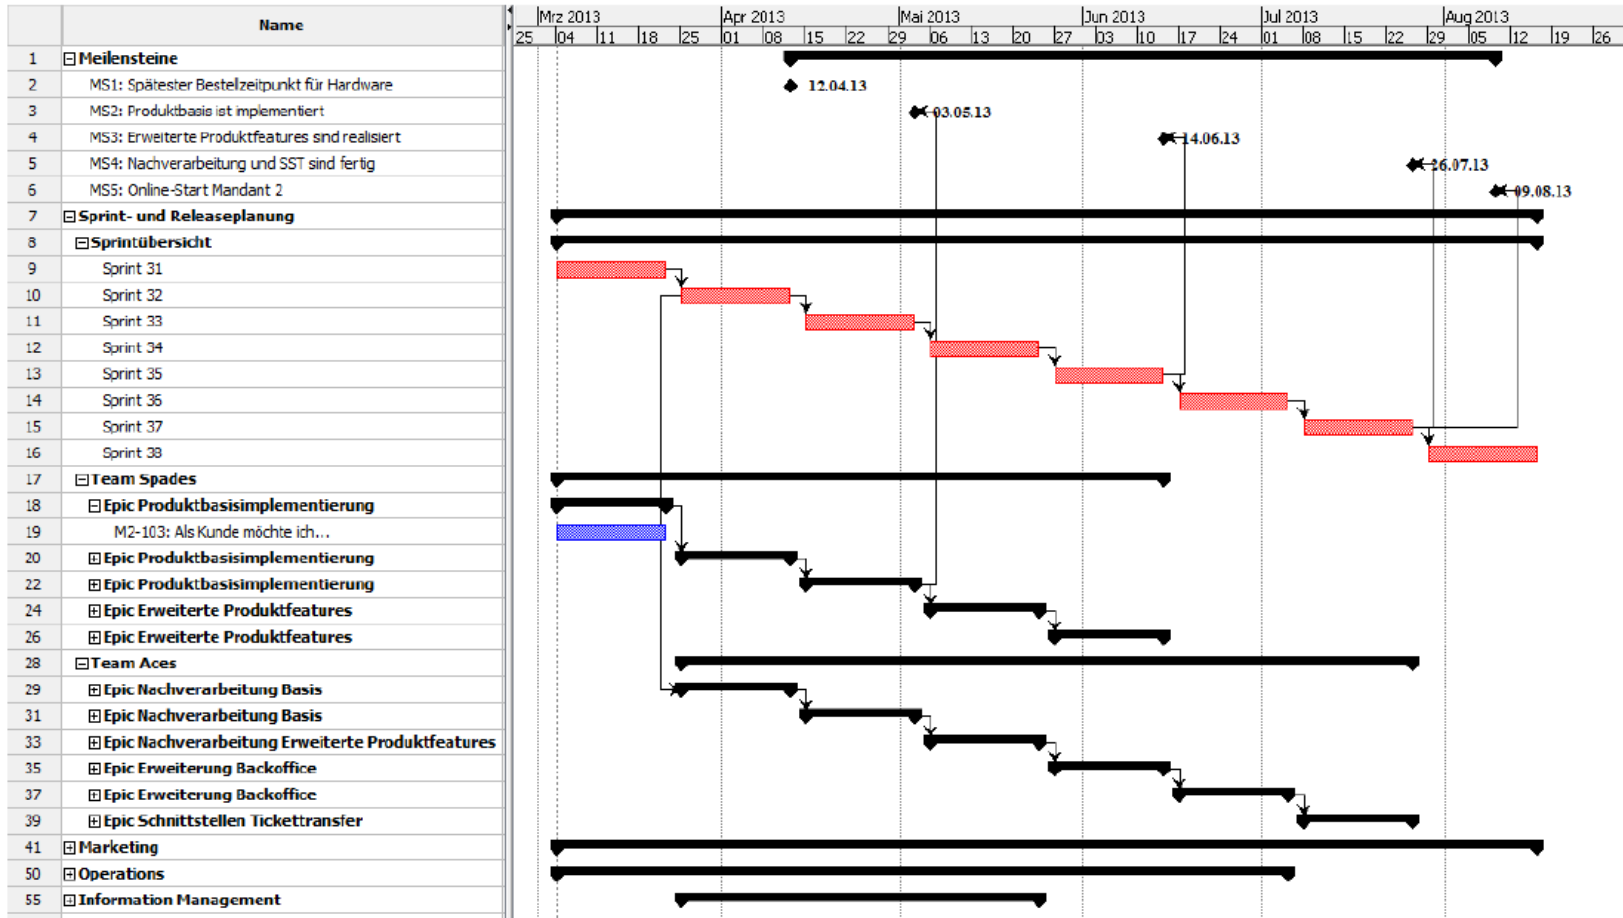 Name
Mrz 2013 Apr 2013 Mai 2013 Jun 2013 Jul 2013 Aug 2013
25 04 11 18 25 01 08 15 22 29 06 13 20 27 03 10 17 24 01 08 15 22 29 05 12 19 26
1 Meilensteine
2 MS1: Spätester Bestellzeitpunkt für Hardware 12.04.13
3 MS2: Produktbasis ist implementiert 03.05.13
4 MS3: Erweiterte Produktfeatures sind realisiert 14.06.13
5 MS4: Nachverarbeitung und SST sind fertig 26.07.13
6 MS5: Online-Start Mandant 2 09.08.13
7 Sprint- und Releaseplanung
8 Sprintübersicht
9 Sprint 31
10 Sprint 32
11 Sprint 33
12 Sprint 34
13 Sprint 35
14 Sprint 36
15 Sprint 37
16 Sprint 38
17 Team Spades
18 Epic Produktbasisimplementierung
19 M2-103: Als Kunde möchte ich...
20 Epic Produktbasisimplementierung
22 Epic Produktbasisimplementierung
24 Epic Erweiterte Produktfeatures
26 Epic Erweiterte Produktfeatures
28 Team Aces
29 Epic Nachverarbeitung Basis
31 Epic Nachverarbeitung Basis
33 Epic Nachverarbeitung Erweiterte Produktfeatures
35 Epic Erweiterung Backoffice
37 Epic Erweiterung Backoffice
39 Epic Schnittstellen Tickettransfer
41 Marketing
50 Operations
55 Information Management